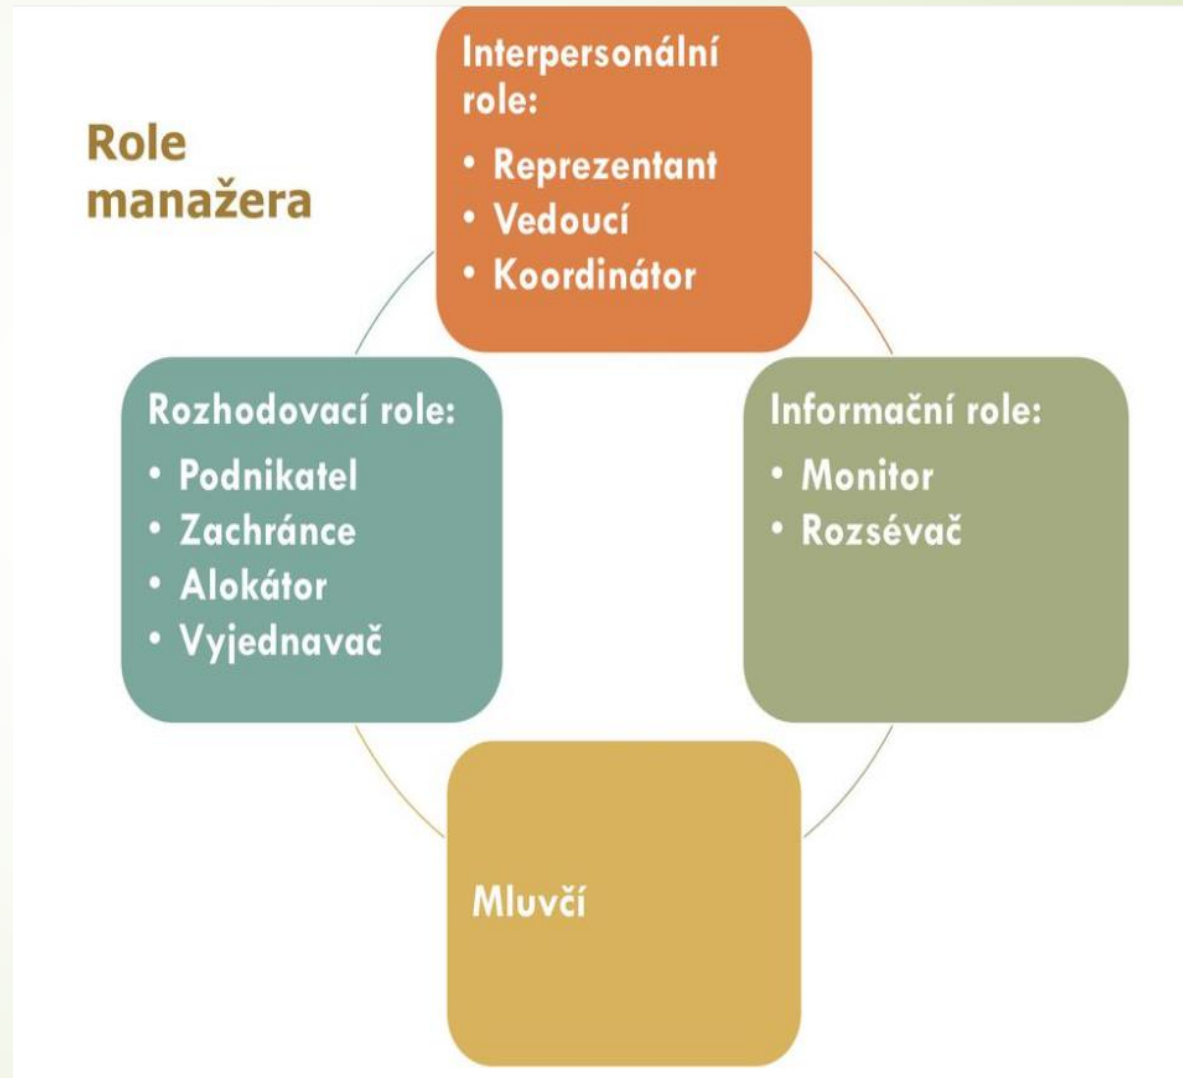 Role
manažera
Interpersonální
role:
• Reprezentant
• Vedoucí
• Koordinátor
Rozhodovací role:
• Podnikatel
• Zachránce
• Alokátor
• Vyjednavač
Informační role:
• Monitor
• Rozsévač
Mluvčí